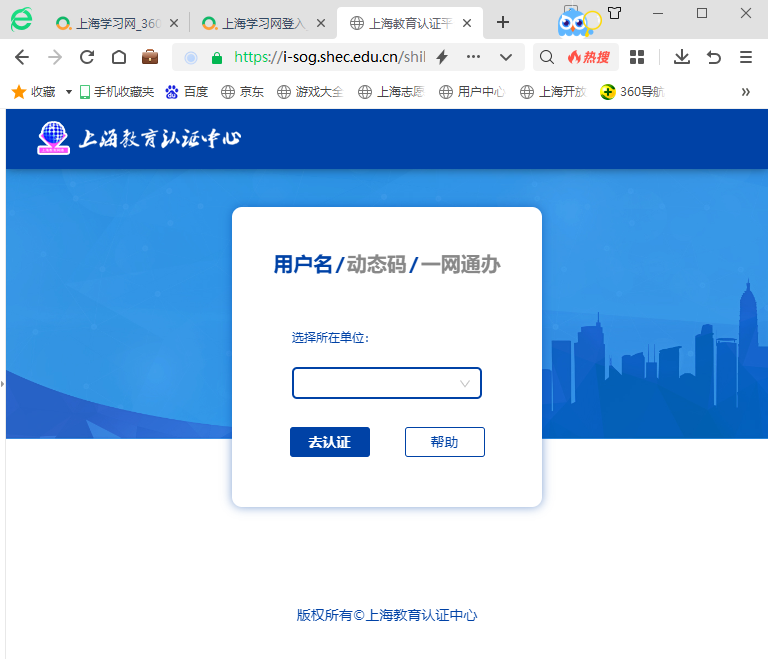 上海学习网_360
上海学习网登入
上海教育认证平
https://i-sog.shec.edu.cn/shil
热搜
收藏
手机收藏夹
百度
京东
游戏大全
上海志愿
用户中心
上海开放
360导航
上海教育认证中心
用户名/动态码/一网通办
选择所在单位:
去认证
帮助
版权所有©上海教育认证中心